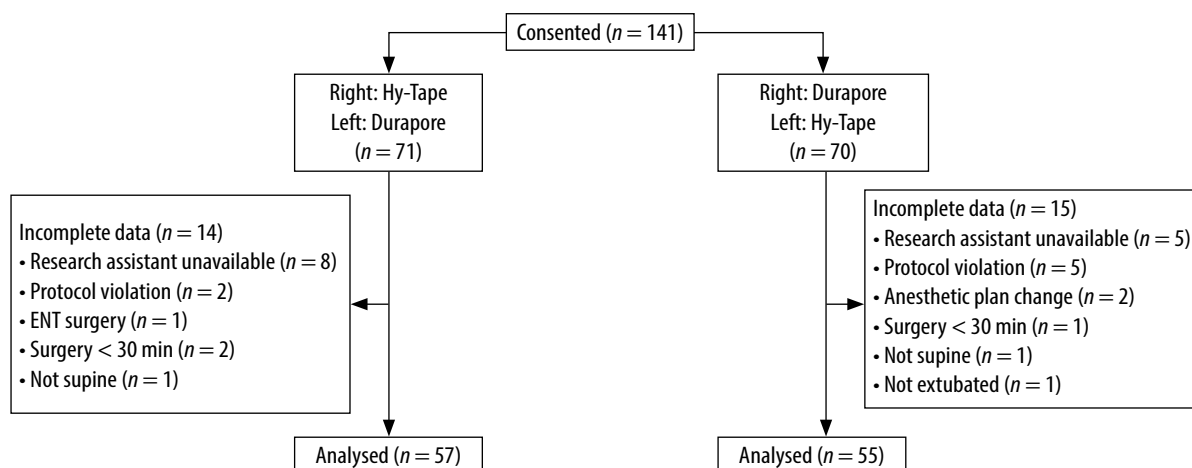 Consented (n = 141)
Right: Hy-Tape
Left: Durapore
(n = 71)
Right: Durapore
Left: Hy-Tape
(n = 70)
Incomplete data (n = 14)
• Research assistant unavailable (n = 8)
• Protocol violation (n = 2)
• ENT surgery (n = 1)
• Surgery < 30 min (n = 2)
• Not supine (n = 1)
Incomplete data (n = 15)
• Research assistant unavailable (n = 5)
• Protocol violation (n = 5)
• Anesthetic plan change (n = 2)
• Surgery < 30 min (n = 1)
• Not supine (n = 1)
• Not extubated (n = 1)
Analysed (n = 57)
Analysed (n = 55)